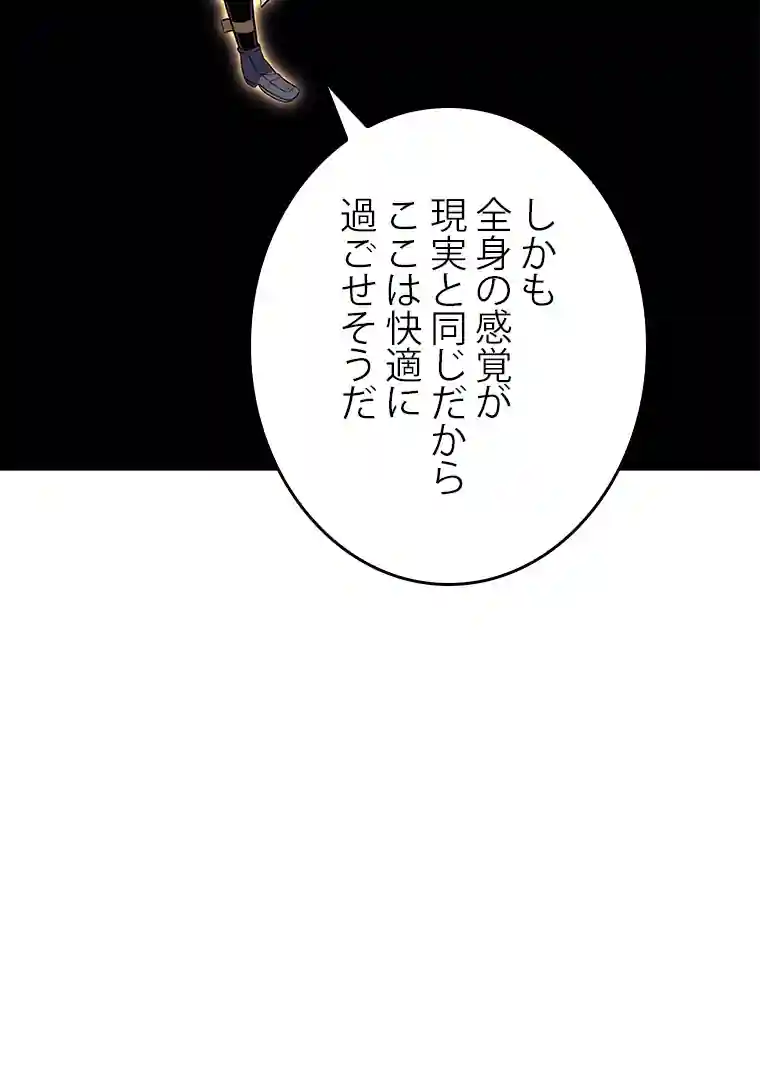 しかも
全身の感覚が
現実と同じだから
ここは快適に
過ごせそうだ